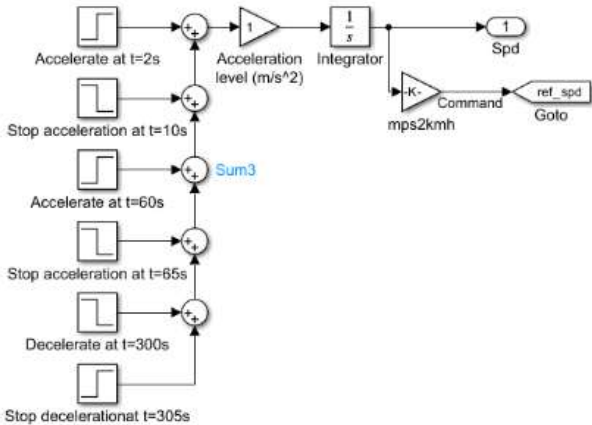 Accelerate at t=2s
1
Acceleration
level (m/s^2)
1
s
Integrator
1
Spd
Stop acceleration at t=10s
-K-
mps2kmh
Command
ref_spd
Goto
Accelerate at t=60s
Sum3
Stop acceleration at t=65s
Decelerate at t=300s
Stop decelerationat t=305s